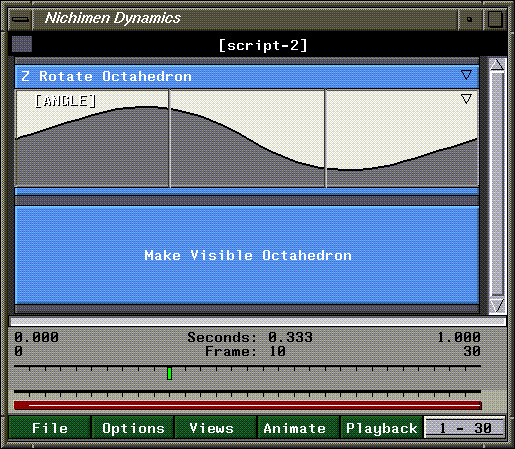 Nichimen Dynamics
[script-2]
Z Rotate Octahedron
[ANGLE]
Make Visible Octahedron
0.000 Seconds: 0.333 1.000
0 Frame: 10 30
File Options Views Animate Playback 1 - 30